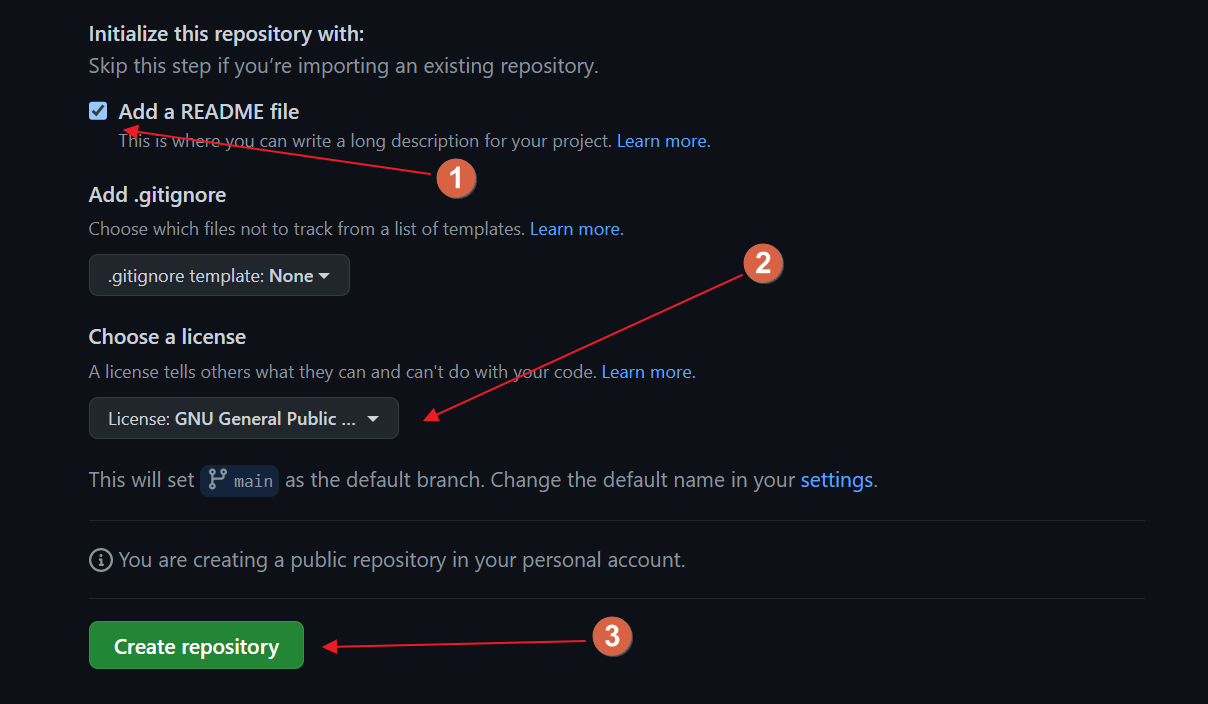 Initialize this repository with:
Skip this step if you’re importing an existing repository.
Add a README file
This is where you can write a long description for your project. Learn more.
1
Add .gitignore
Choose which files not to track from a list of templates. Learn more.
2
.gitignore template: None
Choose a license
A license tells others what they can and can't do with your code. Learn more.
License: GNU General Public ...
This will set main as the default branch. Change the default name in your settings.
You are creating a public repository in your personal account.
Create repository
3